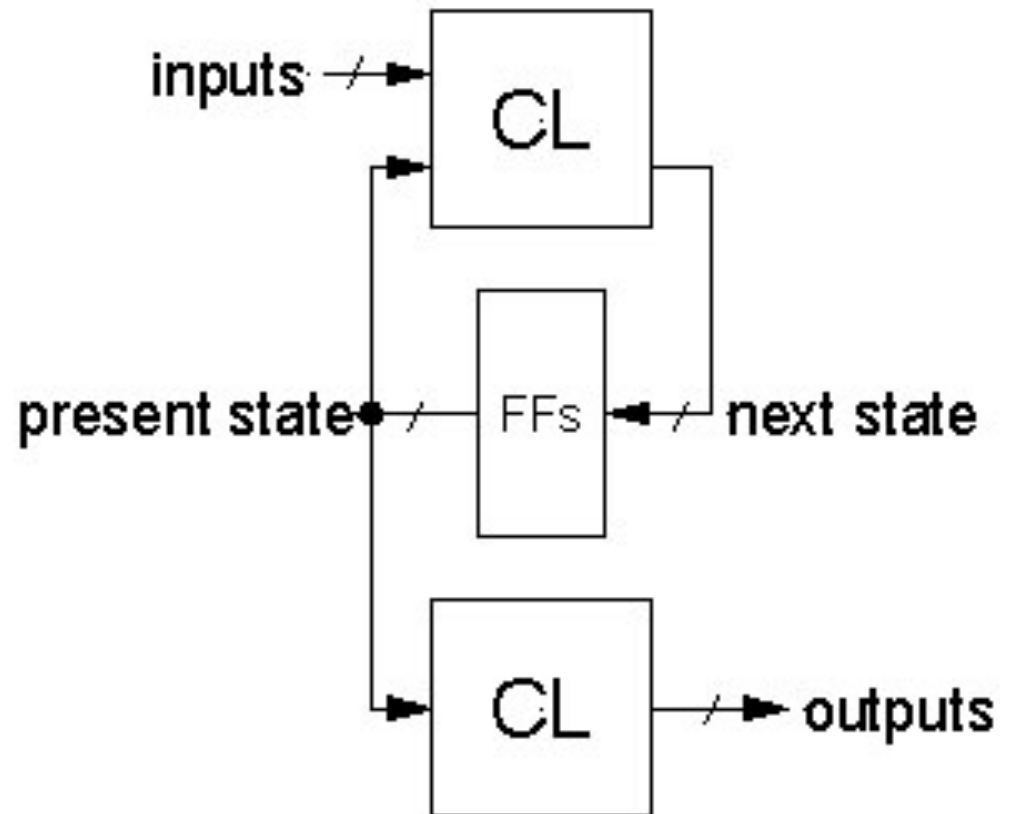 inputs
CL
present state
FFs
next state
CL
outputs